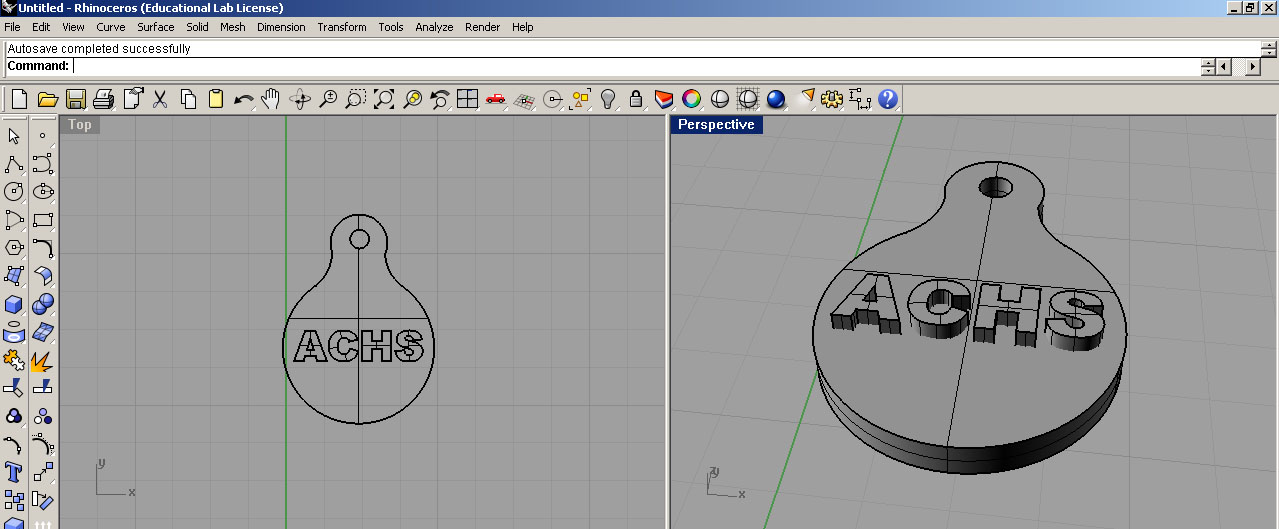 Untitled - Rhinoceros (Educational Lab License)
File Edit View Curve Surface Solid Mesh Dimension Transform Tools Analyze Render Help
Autosave completed successfully
Command:
Top
Perspective
ACHS
ACHS
y
x
zy
x